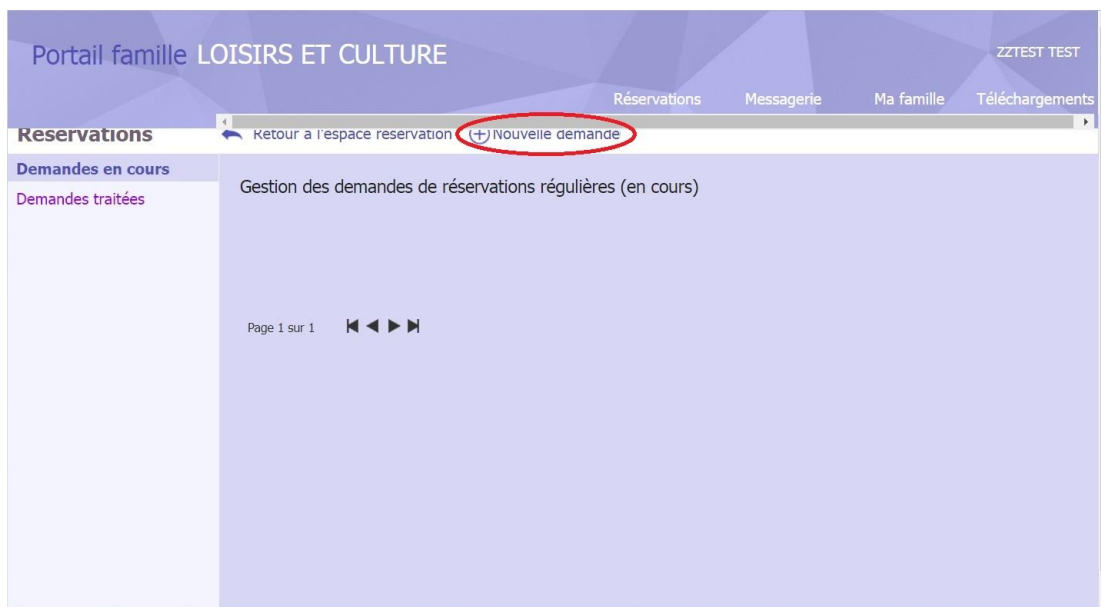 Portail famille LOISIRS ET CULTURE
ZZTEST TEST
Réservations Messagerie Ma famille Téléchargements
Réservations
Retour à l'espace réservation Nouvelle demande
Demandes en cours
Demandes traitées
Gestion des demandes de réservations régulières (en cours)
Page 1 sur 1